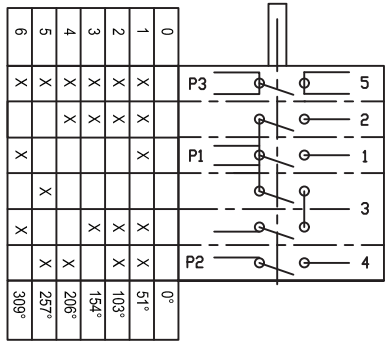 6 5 4 3 2 1 0
X X X X X X P3 5
X X X X 2
X X P1 1
X
3
X X X X
X X X X P2 4
309° 257° 206° 154° 103° 51° 0°